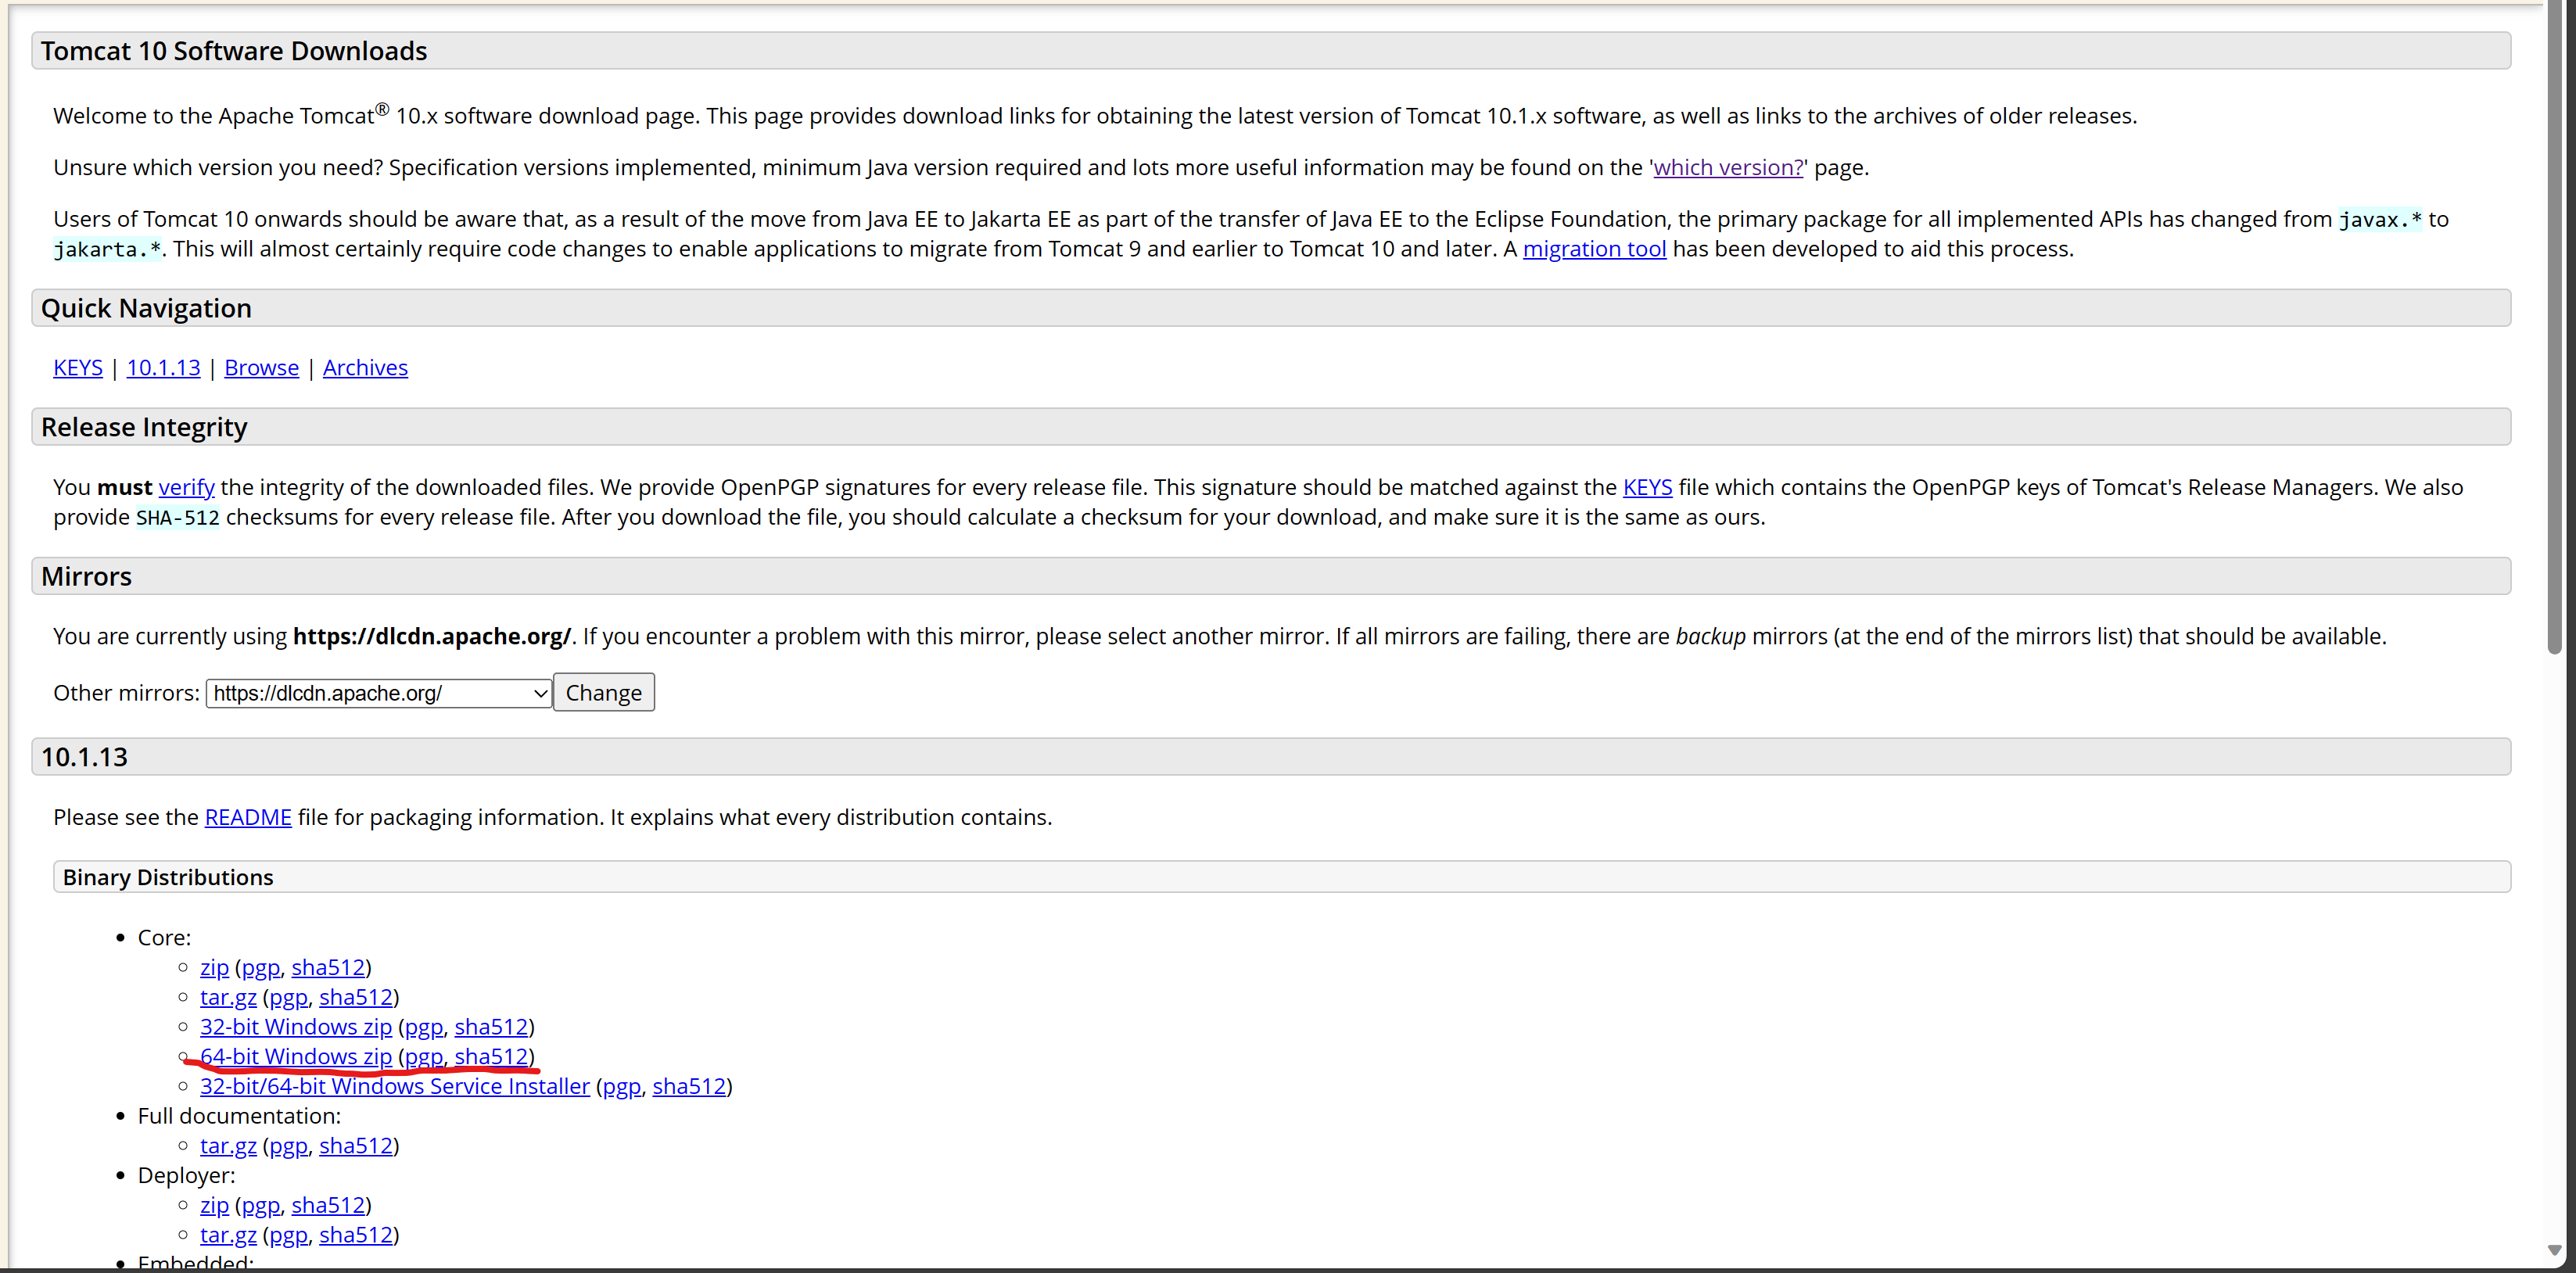 Tomcat 10 Software Downloads
Welcome to the Apache Tomcat® 10.x software download page. This page provides download links for obtaining the latest version of Tomcat 10.1.x software, as well as links to the archives of older releases.
Unsure which version you need? Specification versions implemented, minimum Java version required and lots more useful information may be found on the 'which version?' page.
Users of Tomcat 10 onwards should be aware that, as a result of the move from Java EE to Jakarta EE as part of the transfer of Java EE to the Eclipse Foundation, the primary package for all implemented APIs has changed from javax.* to
jakarta.*. This will almost certainly require code changes to enable applications to migrate from Tomcat 9 and earlier to Tomcat 10 and later. A migration tool has been developed to aid this process.
Quick Navigation
KEYS | 10.1.13 | Browse | Archives
Release Integrity
You must verify the integrity of the downloaded files. We provide OpenPGP signatures for every release file. This signature should be matched against the KEYS file which contains the OpenPGP keys of Tomcat's Release Managers. We also
provide SHA-512 checksums for every release file. After you download the file, you should calculate a checksum for your download, and make sure it is the same as ours.
Mirrors
You are currently using https://dlcdn.apache.org/. If you encounter a problem with this mirror, please select another mirror. If all mirrors are failing, there are backup mirrors (at the end of the mirrors list) that should be available.
Other mirrors: https://dlcdn.apache.org/ Change
10.1.13
Please see the README file for packaging information. It explains what every distribution contains.
Binary Distributions
Core:
zip (pgp, sha512)
tar.gz (pgp, sha512)
32-bit Windows zip (pgp, sha512)
64-bit Windows zip (pgp, sha512)
32-bit/64-bit Windows Service Installer (pgp, sha512)
Full documentation:
tar.gz (pgp, sha512)
Deployer:
zip (pgp, sha512)
tar.gz (pgp, sha512)
Embedded: